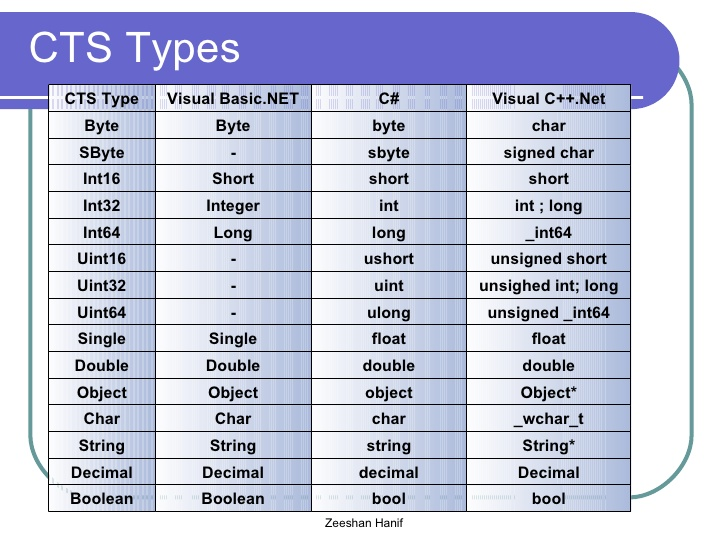 CTS Types
CTS Type Visual Basic.NET C# Visual C++.Net
Byte Byte byte char
SByte - sbyte signed char
Int16 Short short short
Int32 Integer int int ; long
Int64 Long long _int64
Uint16 - ushort unsigned short
Uint32 - uint unsighed int; long
Uint64 - ulong unsigned _int64
Single Single float float
Double Double double double
Object Object object Object*
Char Char char _wchar_t
String String string String*
Decimal Decimal decimal Decimal
Boolean Boolean bool bool
Zeeshan Hanif